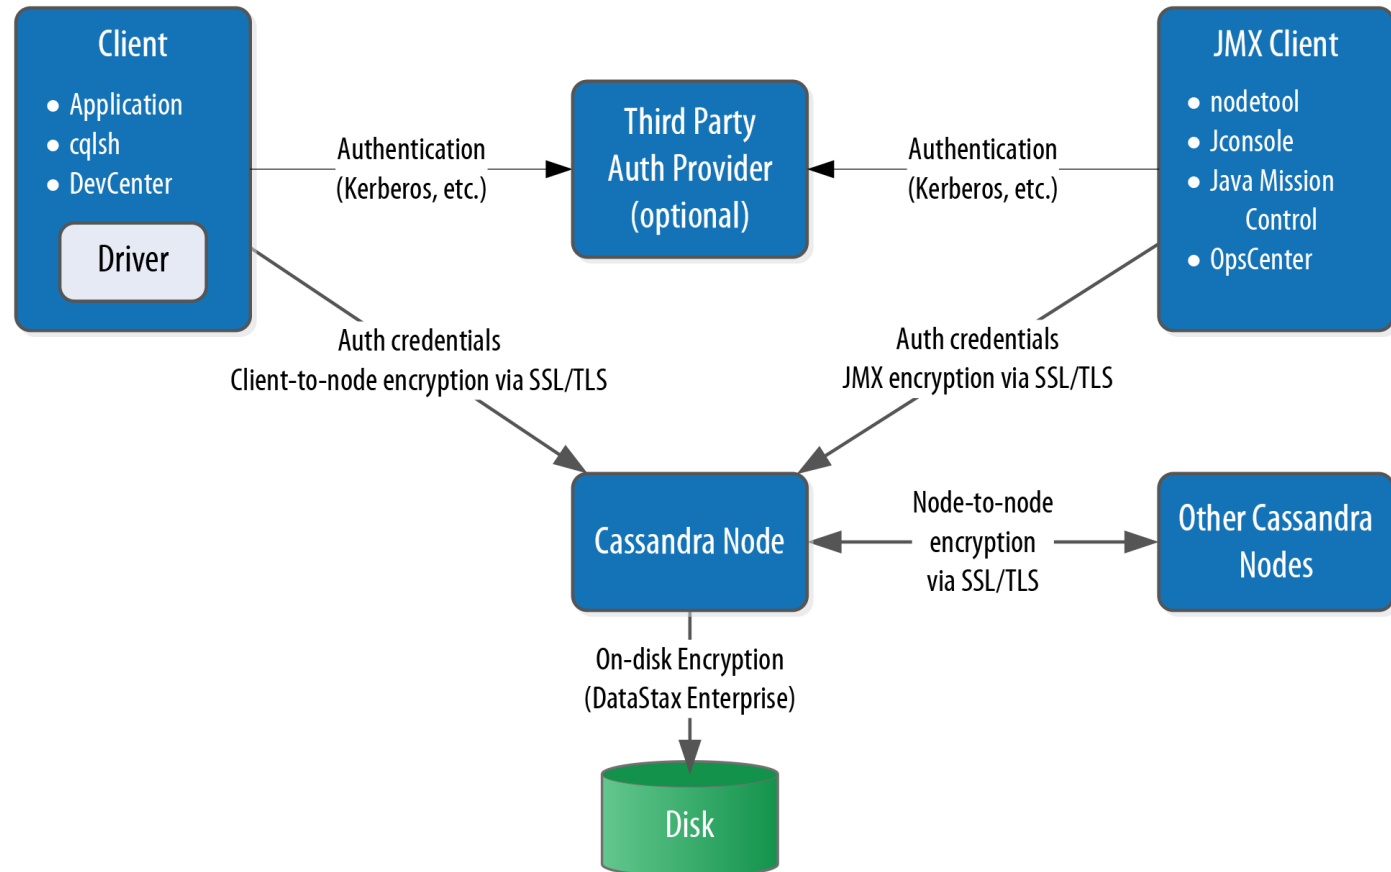 Client
● Application
● cqlsh
● DevCenter
Driver
Authentication
(Kerberos, etc.)
Third Party
Auth Provider
(optional)
Authentication
(Kerberos, etc.)
JMX Client
● nodetool
● Jconsole
● Java Mission
Control
● OpsCenter
Auth credentials
Client-to-node encryption via SSL/TLS
Auth credentials
JMX encryption via SSL/TLS
Cassandra Node
Node-to-node
encryption
via SSL/TLS
Other Cassandra
Nodes
On-disk Encryption
(DataStax Enterprise)
Disk